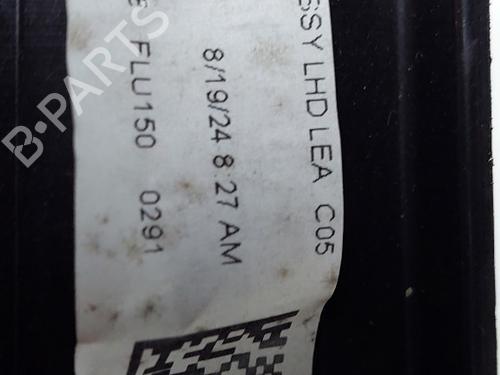 SSY LHD LEA C05
8/19/24 8:27 AM
FLU150 0291
B-PARTS